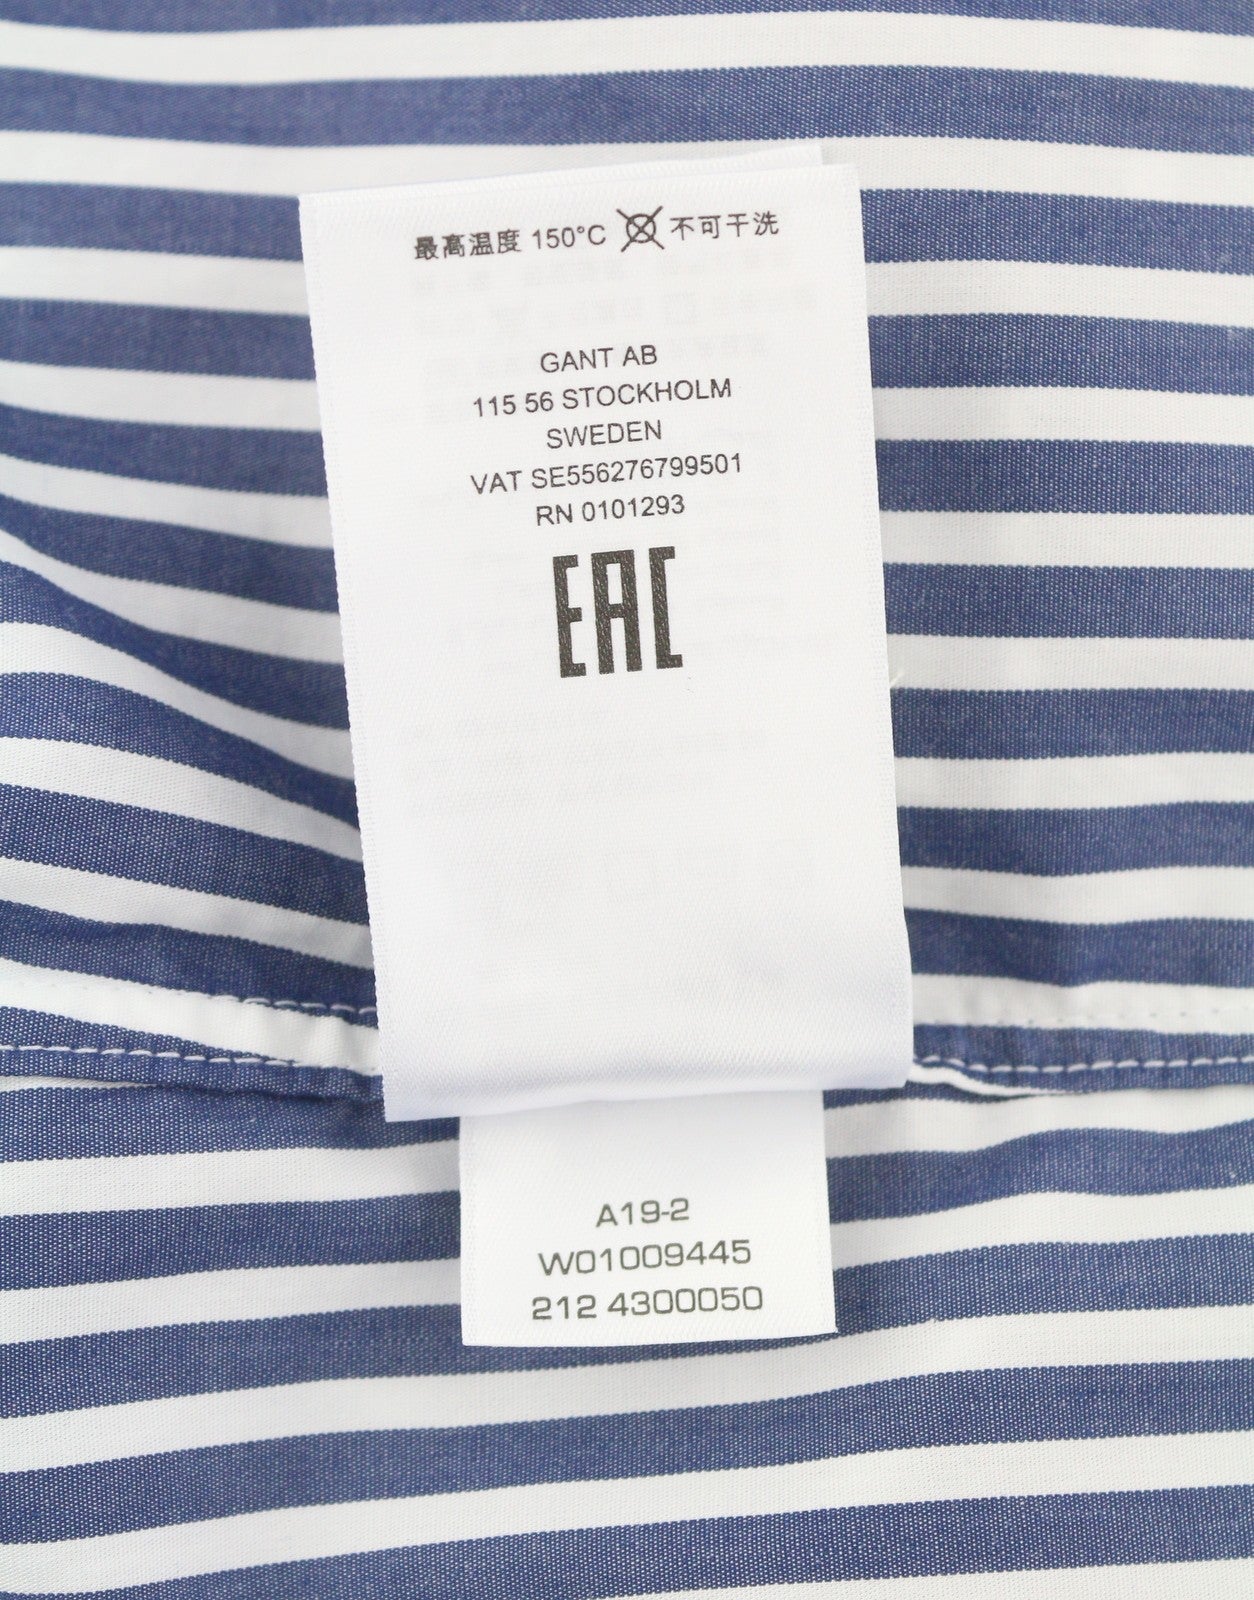 最高温度 150°C 不可干洗
GANT AB
115 56 STOCKHOLM
SWEDEN
VAT SE556276799501
RN 0101293
EAC
A19-2
W01009445
212 4300050